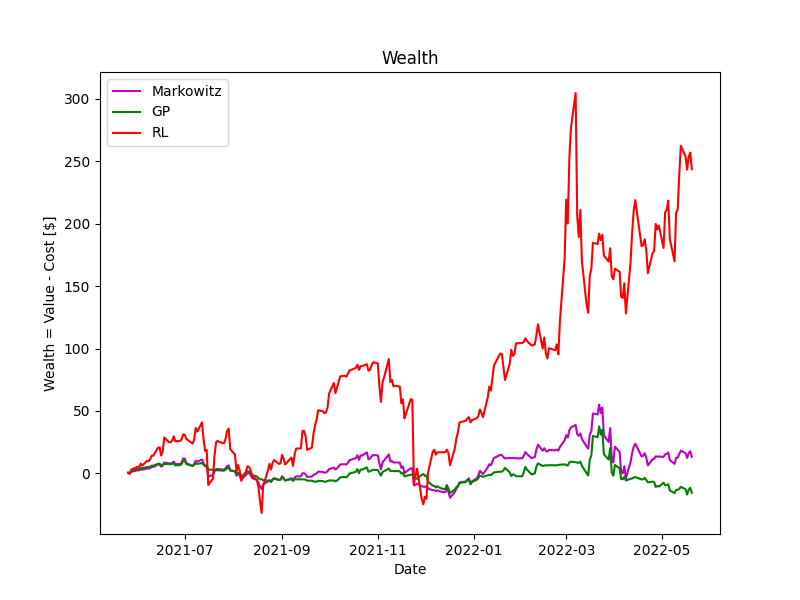 Wealth
Markowitz
GP
RL
300
250
200
150
100
50
0
Wealth = Value - Cost [$]
2021-07
2021-09
2021-11
2022-01
2022-03
2022-05
Date